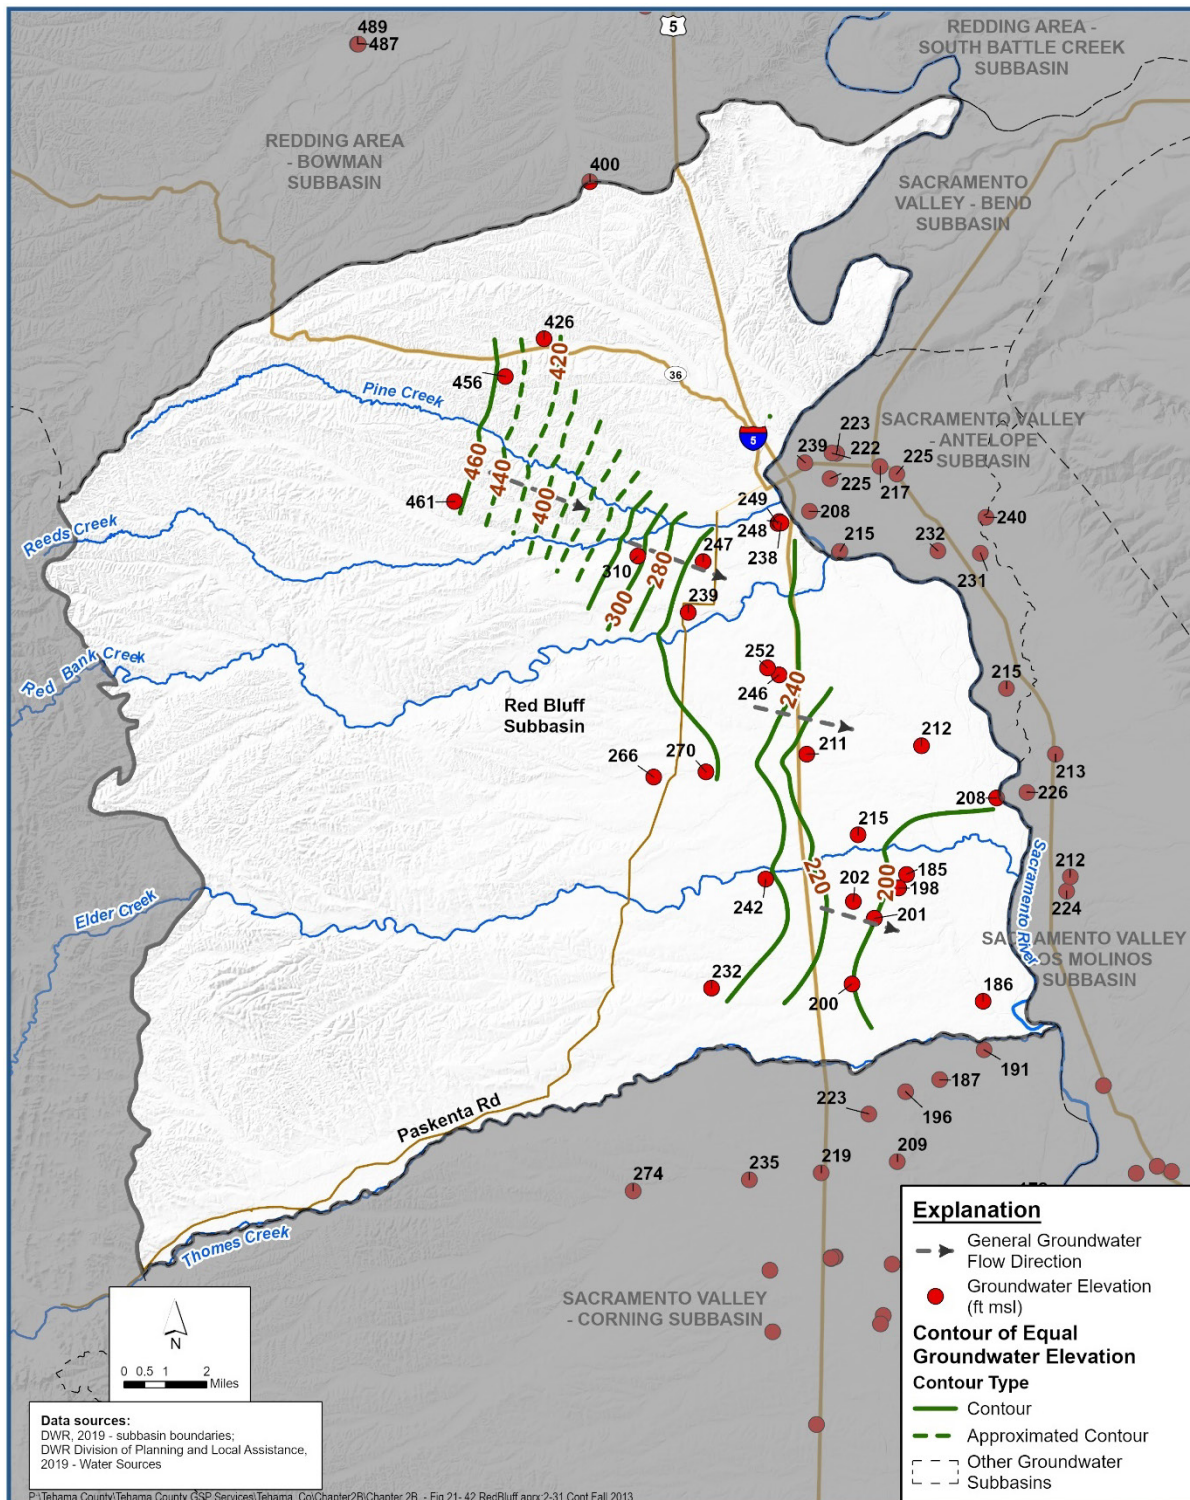 489
487
5
REDDING AREA -
SOUTH BATTLE CREEK
SUBBASIN
REDDING AREA
- BOWMAN
SUBBASIN
400
SACRAMENTO
VALLEY - BEND
SUBBASIN
426
420
456
36
Pine Creek
SACRAMENTO VALLEY
- ANTELOPE
SUBBASIN
5
223
239
222
225
225
217
460
440
400
461
249
248
238
208
240
Reeds Creek
215
232
231
247
310
280
300
239
Red Bank Creek
252
246
240
215
Red Bluff
Subbasin
211
212
266
270
213
208
226
215
Sacramento River
220
202
200
185
198
212
242
201
224
Elder Creek
SACRAMENTO VALLEY
- LOS MOLINOS
SUBBASIN
232
200
186
191
187
196
223
Paskenta Rd
209
219
235
274
Thomes Creek
SACRAMENTO VALLEY
- CORNING SUBBASIN
N
0 0.5 1 2
Miles
Explanation
General Groundwater
Flow Direction
Groundwater Elevation
(ft msl)
Contour of Equal
Groundwater Elevation
Contour Type
Contour
Approximated Contour
Other Groundwater
Subbasins
Data sources:
DWR, 2019 - subbasin boundaries;
DWR Division of Planning and Local Assistance,
2019 - Water Sources